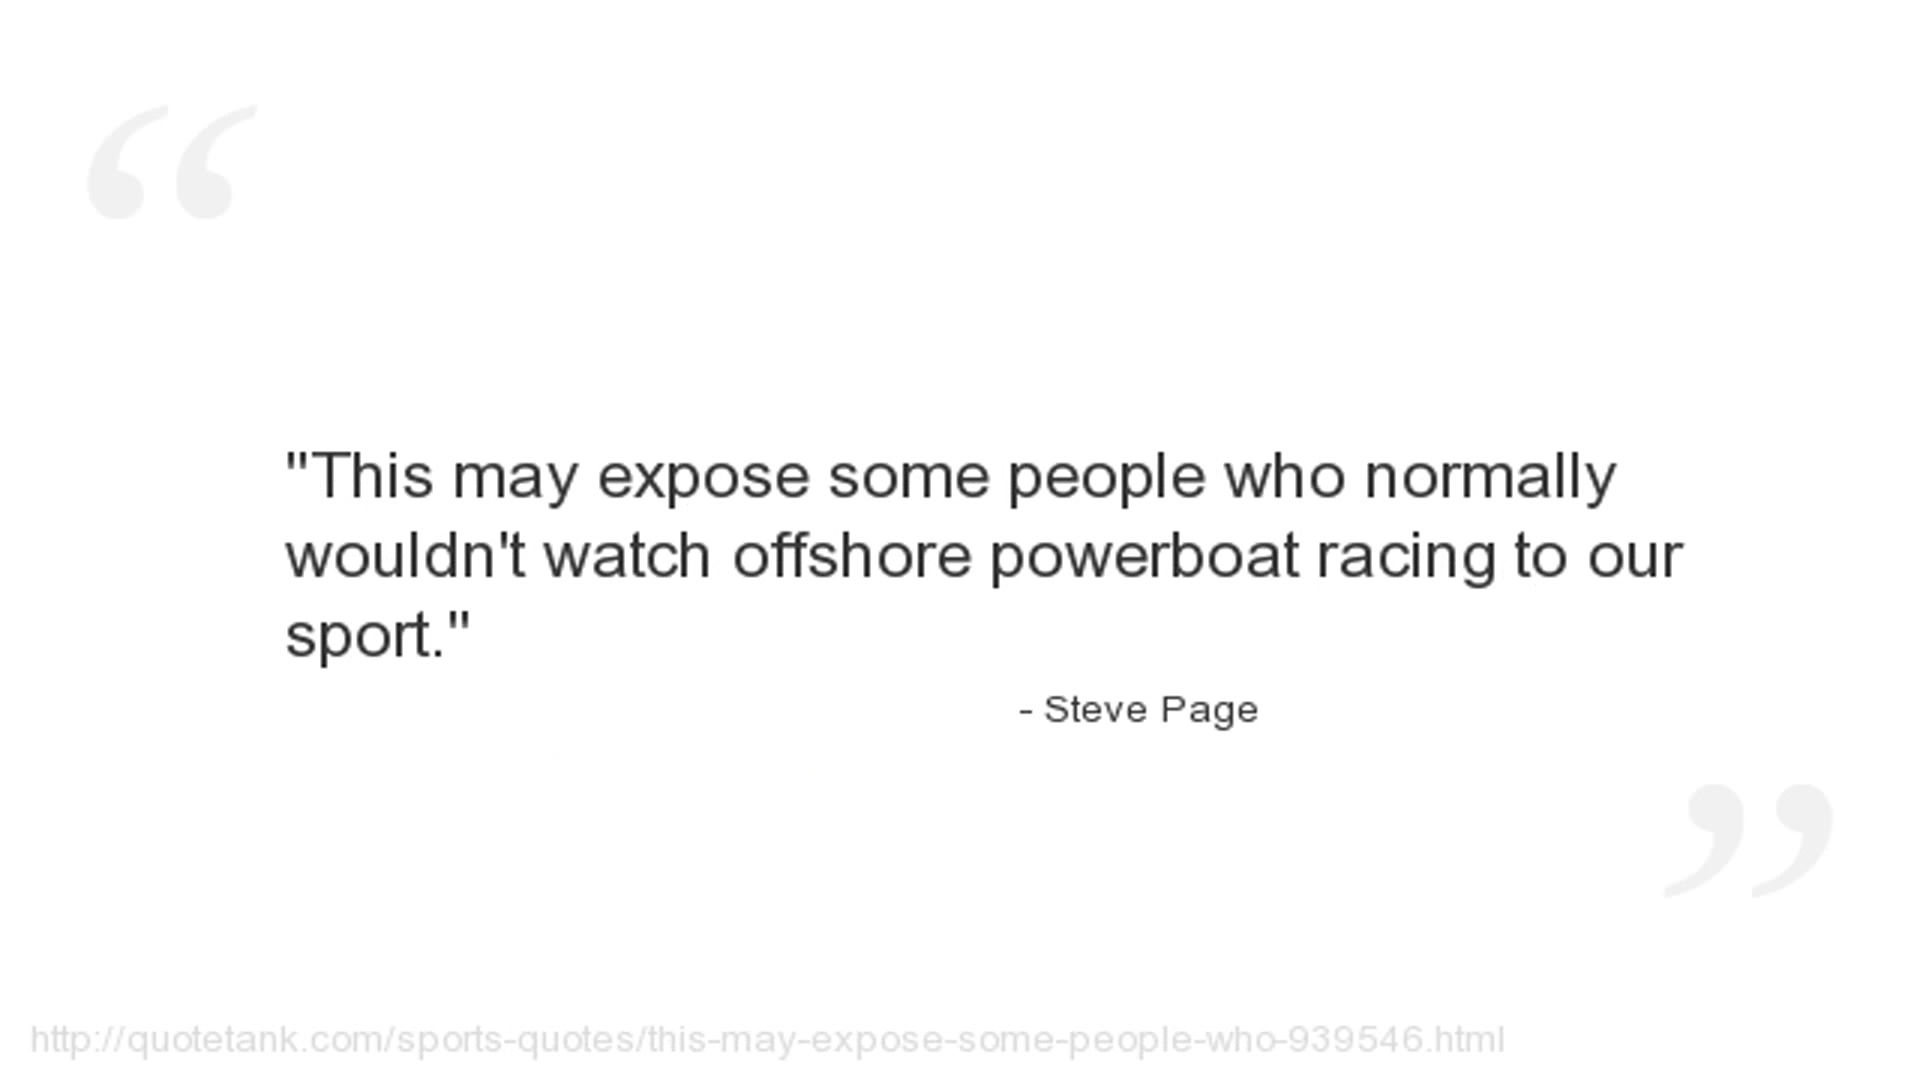 "This may expose some people who normally
wouldn't watch offshore powerboat racing to our
sport."
- Steve Page
http://quotetank.com/sports-quotes/this-may-expose-some-people-who-939546.html